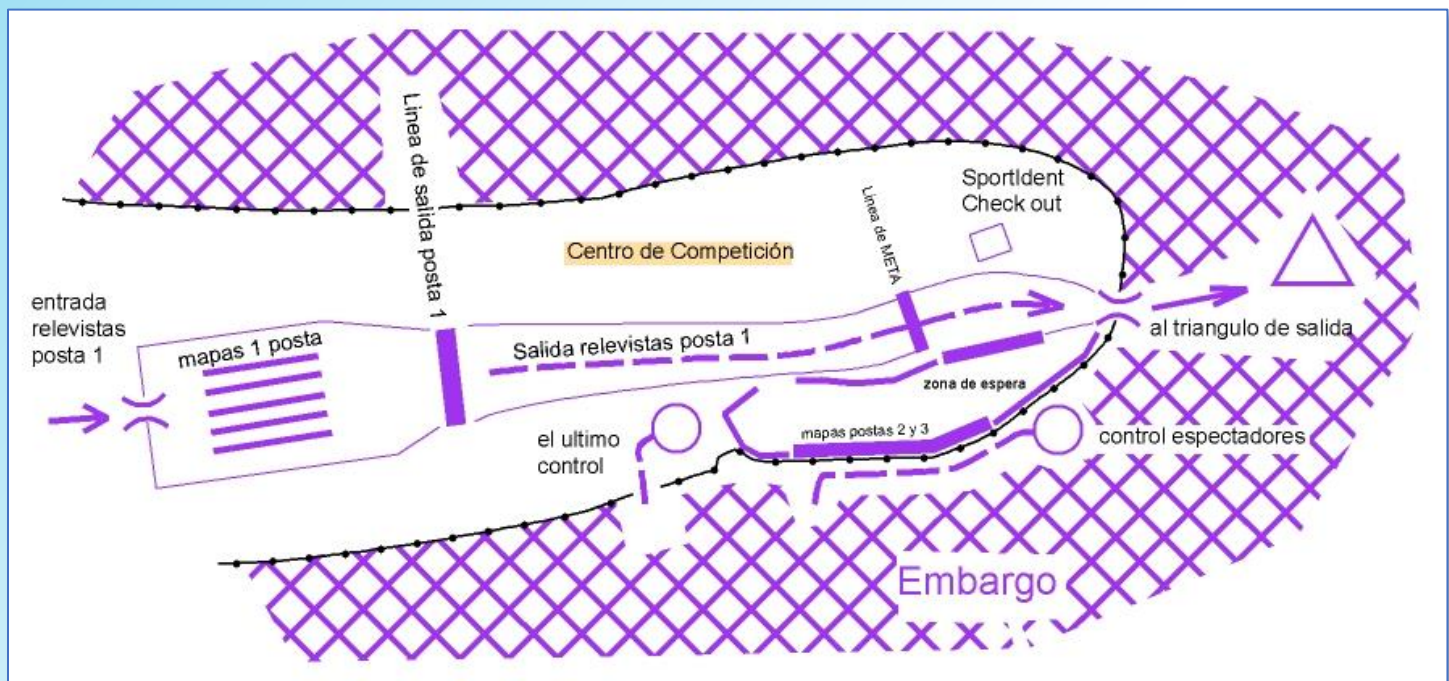 Linea de salida posta 1
SportIdent
Check out
Linea de META
Centro de Competición
entrada
relevistas
posta 1
mapas 1 posta
Salida relevistas posta 1
al triangulo de salida
zona de espera
el ultimo
control
mapas postas 2 y 3
control espectadores
Embargo